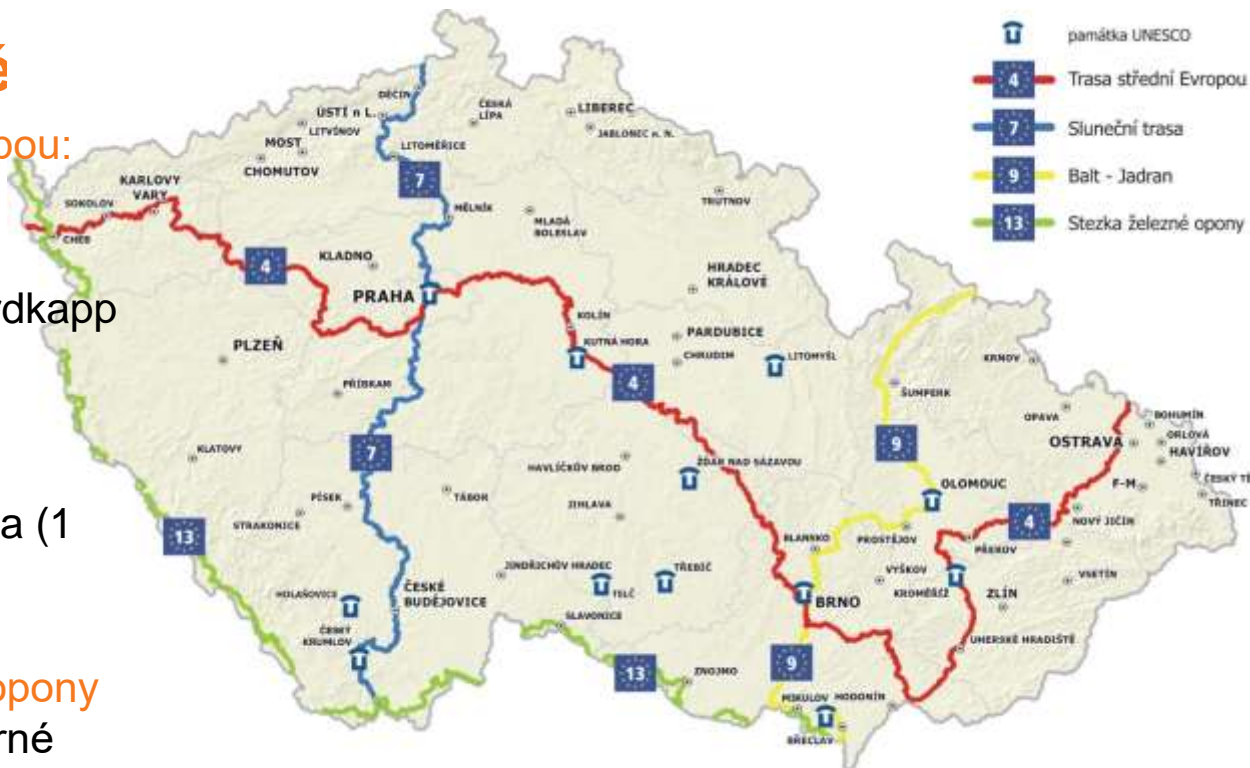 é
pou:
dkapp
a (1
opony
rné
památka UNESCO
4 Trasa střední Evropou
7 Sluneční trasa
9 Balt - Jadran
13 Stezka železné opony
DĚČÍN
ÚSTÍ n L.
LITVÍNOV
MOST
CHOMUTOV
LITOMĚŘICE
ČESKÁ
LÍPA
LIBEREC
JABLONEC n. N.
7
KARLOVY
VARY
SOKOLOV
CHEB
MĚLNÍK
MLADÁ
BOLESLAV
TRUTNOV
4
KLADNO
PRAHA
HRADEC
KRÁLOVÉ
KOLÍN
KUTNÁ HORA
PARDUBICE
CHRUDIM
LITOMYŠL
PLZEŇ
PŘÍBRAM
4
ŠUMPERK
KRNOV
OPAVA
BOHUMÍN
ORLOVÁ
OSTRAVA
HAVÍŘOV
ČESKÝ TĚ
TŘINEC
F-M
KLATOVY
7
HAVLÍČKŮV BROD
ŽĎÁR NAD SÁZAVOU
9
OLOMOUC
4
NOVÝ JIČÍN
PÍSEK
TÁBOR
JIHLAVA
STRAKONICE
13
BLANSKO
PROSTĚJOV
PŘEROV
VYŠKOV
VSETÍN
JINDŘICHŮV HRADEC
TELČ
TŘEBÍČ
BRNO
KROMĚŘÍŽ
ZLÍN
HOLAŠOVICE
ČESKÉ
BUDĚJOVICE
ČESKÝ
KRUMLOV
SLAVONICE
UHERSKÉ HRADIŠTĚ
13
ZNOJMO
9
MIKULOV
HODONÍN
BŘECLAV